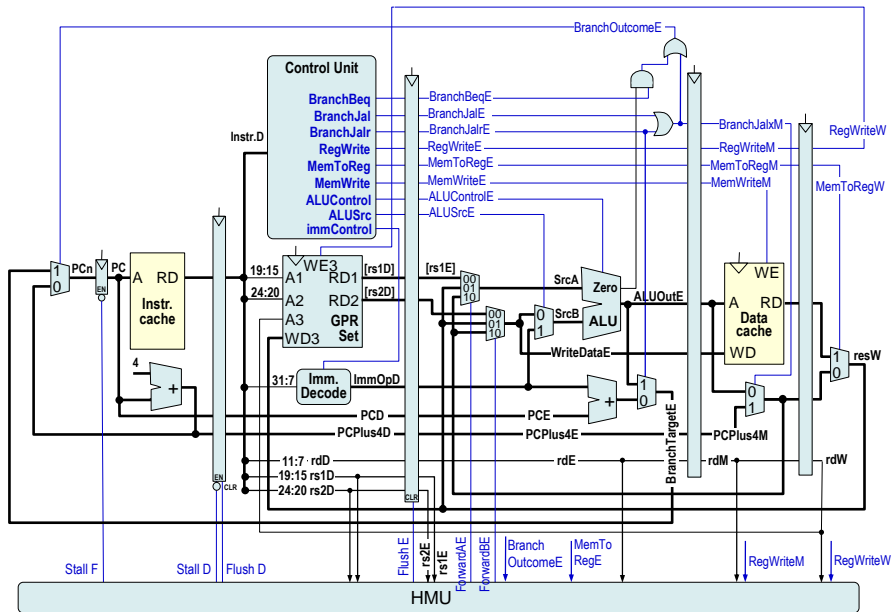 BranchOutcomeE
Control Unit
BranchBeq
BranchBeqE
BranchJal
BranchJalE
BranchJalxM
BranchJalr
BranchJalrE
RegWriteW
Instr.D
RegWrite
RegWriteE
RegWriteM
MemToReg
MemToRegE
MemToRegM
MemWrite
MemWriteE
MemWriteM
MemToRegW
ALUControl
ALUControlE
ALUSrc
ALUSrcE
immControl
1
0
PCn
EN
PC
A RD
Instr.
cache
19:15
24:20
A1
A2
A3
WD3
WE3
RD1
RD2
GPR
Set
[rs1D]
[rs2D]
[rs1E]
00
01
10
00
01
10
SrcA
SrcB
0
1
Zero
ALU
ALUOutE
WE
A RD
Data
cache
WD
WriteDataE
1
0
resW
4
+
31:7
Imm.
Decode
ImmOpD
+
1
0
0
1
PCD
PCE
BranchTargetE
PCPlus4D
PCPlus4E
PCPlus4M
11:7 rdD
rdE
rdM
rdW
19:15 rs1D
24:20 rs2D
EN
CLR
CLR
Stall F
Stall D
Flush D
Flush E
rs2E
rs1E
ForwardAE
ForwardBE
Branch
OutcomeE
MemTo
RegE
RegWriteM
RegWriteW
HMU